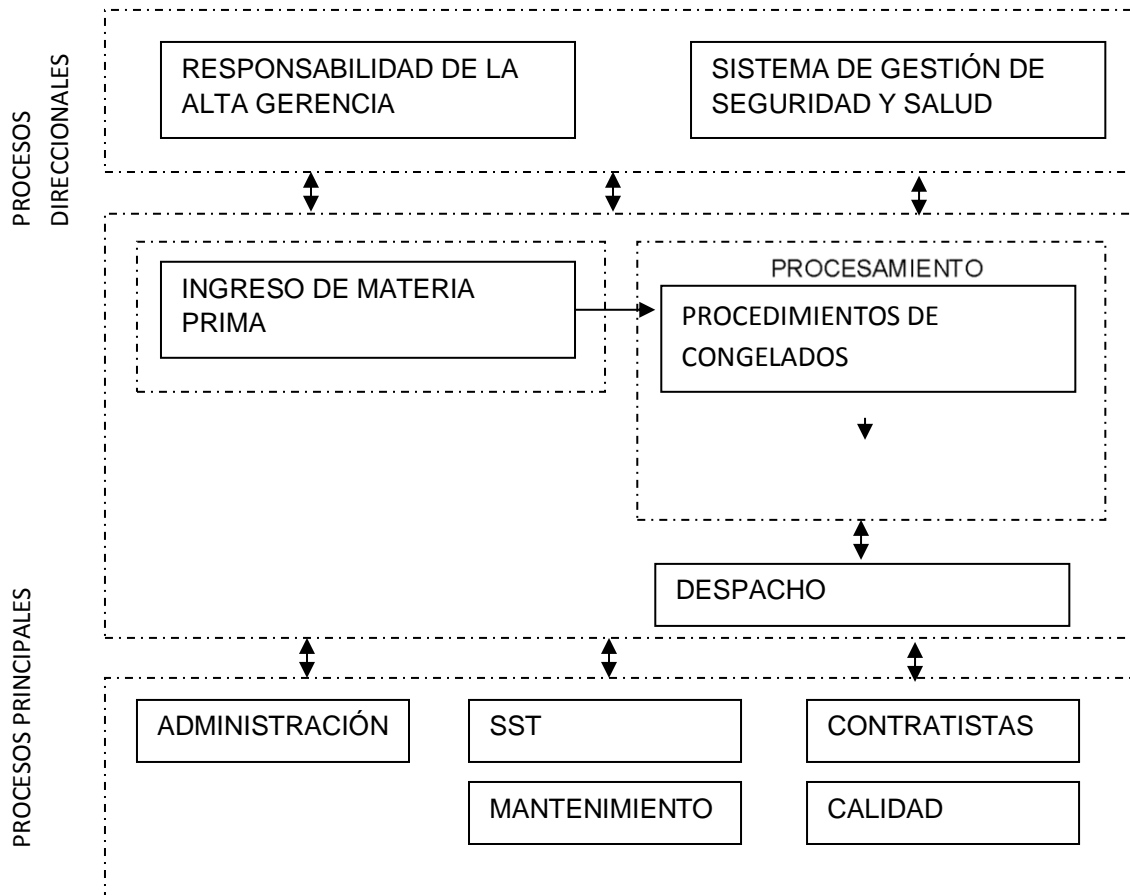 PROCESOS
DIRECCIONALES
RESPONSABILIDAD DE LA
ALTA GERENCIA
SISTEMA DE GESTIÓN DE
SEGURIDAD Y SALUD
INGRESO DE MATERIA
PRIMA
PROCESAMIENTO
PROCEDIMIENTOS DE
CONGELADOS
DESPACHO
PROCESOS PRINCIPALES
ADMINISTRACIÓN
SST
CONTRATISTAS
MANTENIMIENTO
CALIDAD